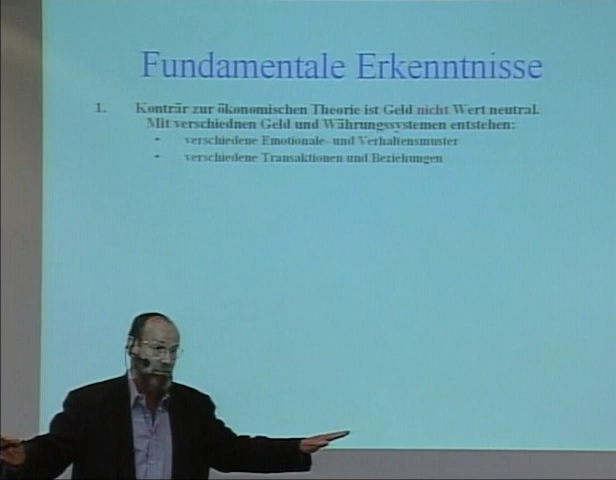 Fundamentale Erkenntnisse
1. Konträr zur ökonomischen Theorie ist Geld nicht Wert neutral.
Mit verschiednen Geld und Währungssystemen entstehen:
• verschiedene Emotionale- und Verhaltensmuster
• verschiedene Transaktionen und Beziehungen